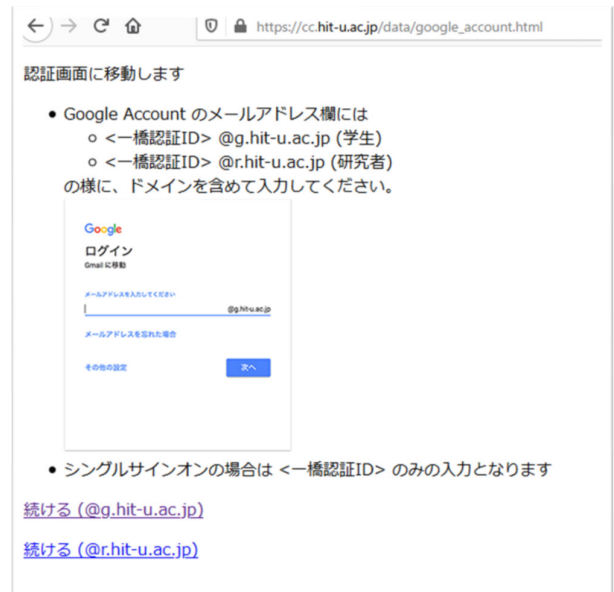 https://cc.hit-u.ac.jp/data/google_account.html
認証画面に移動します
• Google Account のメールアドレス欄には
○ <一橋認証ID> @g.hit-u.ac.jp (学生)
○ <一橋認証ID> @r.hit-u.ac.jp (研究者)
の様に、ドメインを含めて入力してください。
Google
ログイン
Gmail に移動
メールアドレスを入力してください
@g.hit-u.ac.jp
メールアドレスを忘れた場合
その他の設定 次へ
• シングルサインオンの場合は <一橋認証ID> のみの入力となります
続ける (@g.hit-u.ac.jp)
続ける (@r.hit-u.ac.jp)